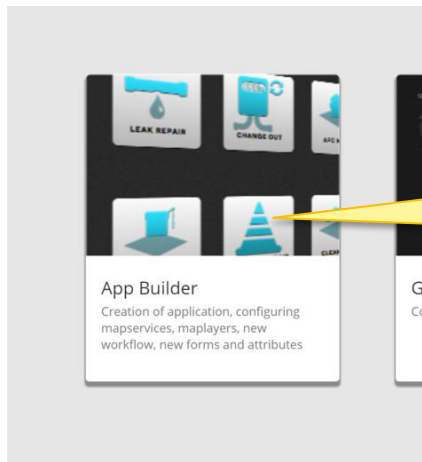 LEAK REPAIR
CHANGE OUT
App Builder
Creation of application, configuring
mapservices, maplayers, new
workflow, new forms and attributes
G